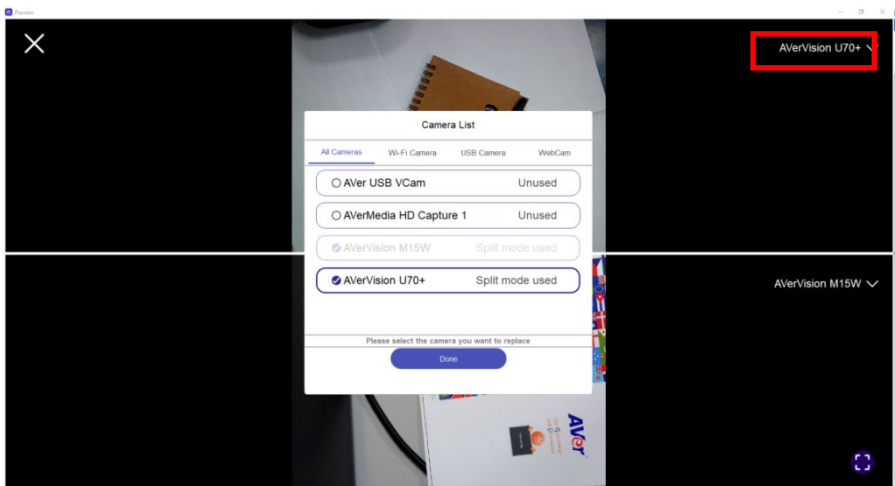 Preview
AVerVision U70+
Camera List
All Cameras Wi-Fi Camera USB Camera WebCam
AVer USB VCam Unused
AVerMedia HD Capture 1 Unused
AVerVision M15W Split mode used
AVerVision U70+ Split mode used
AVerVision M15W
Please select the camera you want to replace
Done
AVer